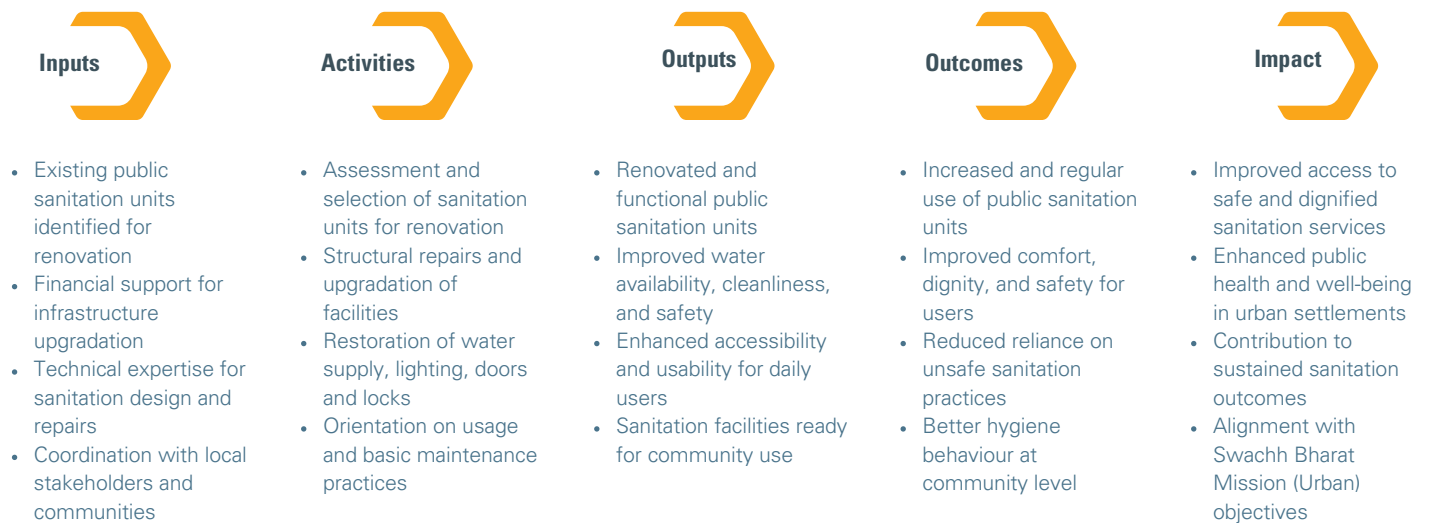 Inputs
• Existing public
sanitation units
identified for
renovation
• Financial support for
infrastructure
upgradation
• Technical expertise for
sanitation design and
repairs
• Coordination with local
stakeholders and
communities
Activities
• Assessment and
selection of sanitation
units for renovation
• Structural repairs and
upgradation of
facilities
• Restoration of water
supply, lighting, doors
and locks
• Orientation on usage
and basic maintenance
practices
Outputs
• Renovated and
functional public
sanitation units
• Improved water
availability, cleanliness,
and safety
• Enhanced accessibility
and usability for daily
users
• Sanitation facilities ready
for community use
Outcomes
• Increased and regular
use of public sanitation
units
• Improved comfort,
dignity, and safety for
users
• Reduced reliance on
unsafe sanitation
practices
• Better hygiene
behaviour at
community level
Impact
• Improved access to
safe and dignified
sanitation services
• Enhanced public
health and well-being
in urban settlements
• Contribution to
sustained sanitation
outcomes
• Alignment with
Swachh Bharat
Mission (Urban)
objectives